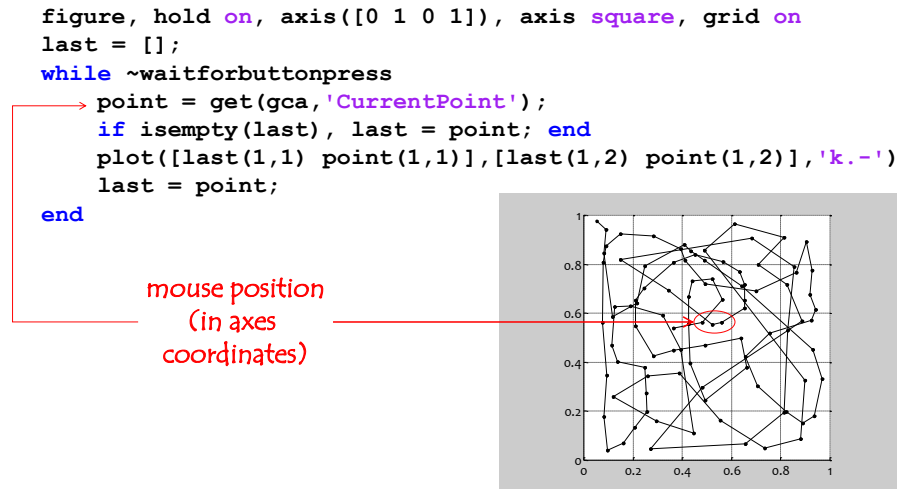 figure, hold on, axis([0 1 0 1]), axis square, grid on
last = [];
while ~waitforbuttonpress
point = get(gca,'CurrentPoint');
if isempty(last), last = point; end
plot([last(1,1) point(1,1)],[last(1,2) point(1,2)],'k.-')
last = point;
end
mouse position
(in axes
coordinates)
1
0.8
0.6
0.4
0.2
0
0 0.2 0.4 0.6 0.8 1